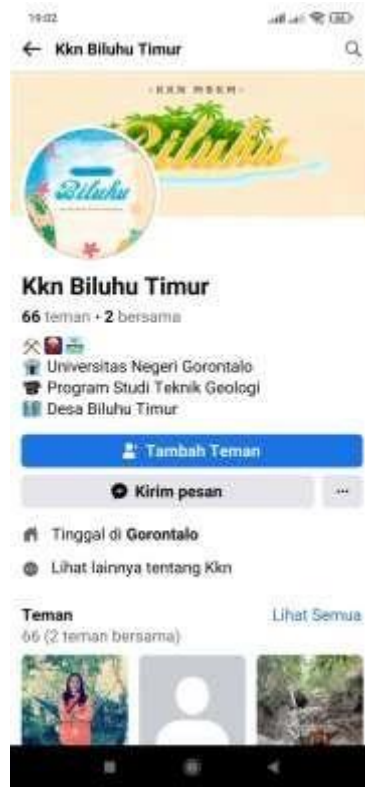 19:02
Kkn Biluhu Timur
KKN MBKM
Biluhu
Biluhu
Kkn Biluhu Timur
66 teman • 2 bersama
Universitas Negeri Gorontalo
Program Studi Teknik Geologi
Desa Biluhu Timur
Tambah Teman
Kirim pesan
Tinggal di Gorontalo
Lihat lainnya tentang Kkn
Teman
Lihat Semua
66 (2 teman bersama)